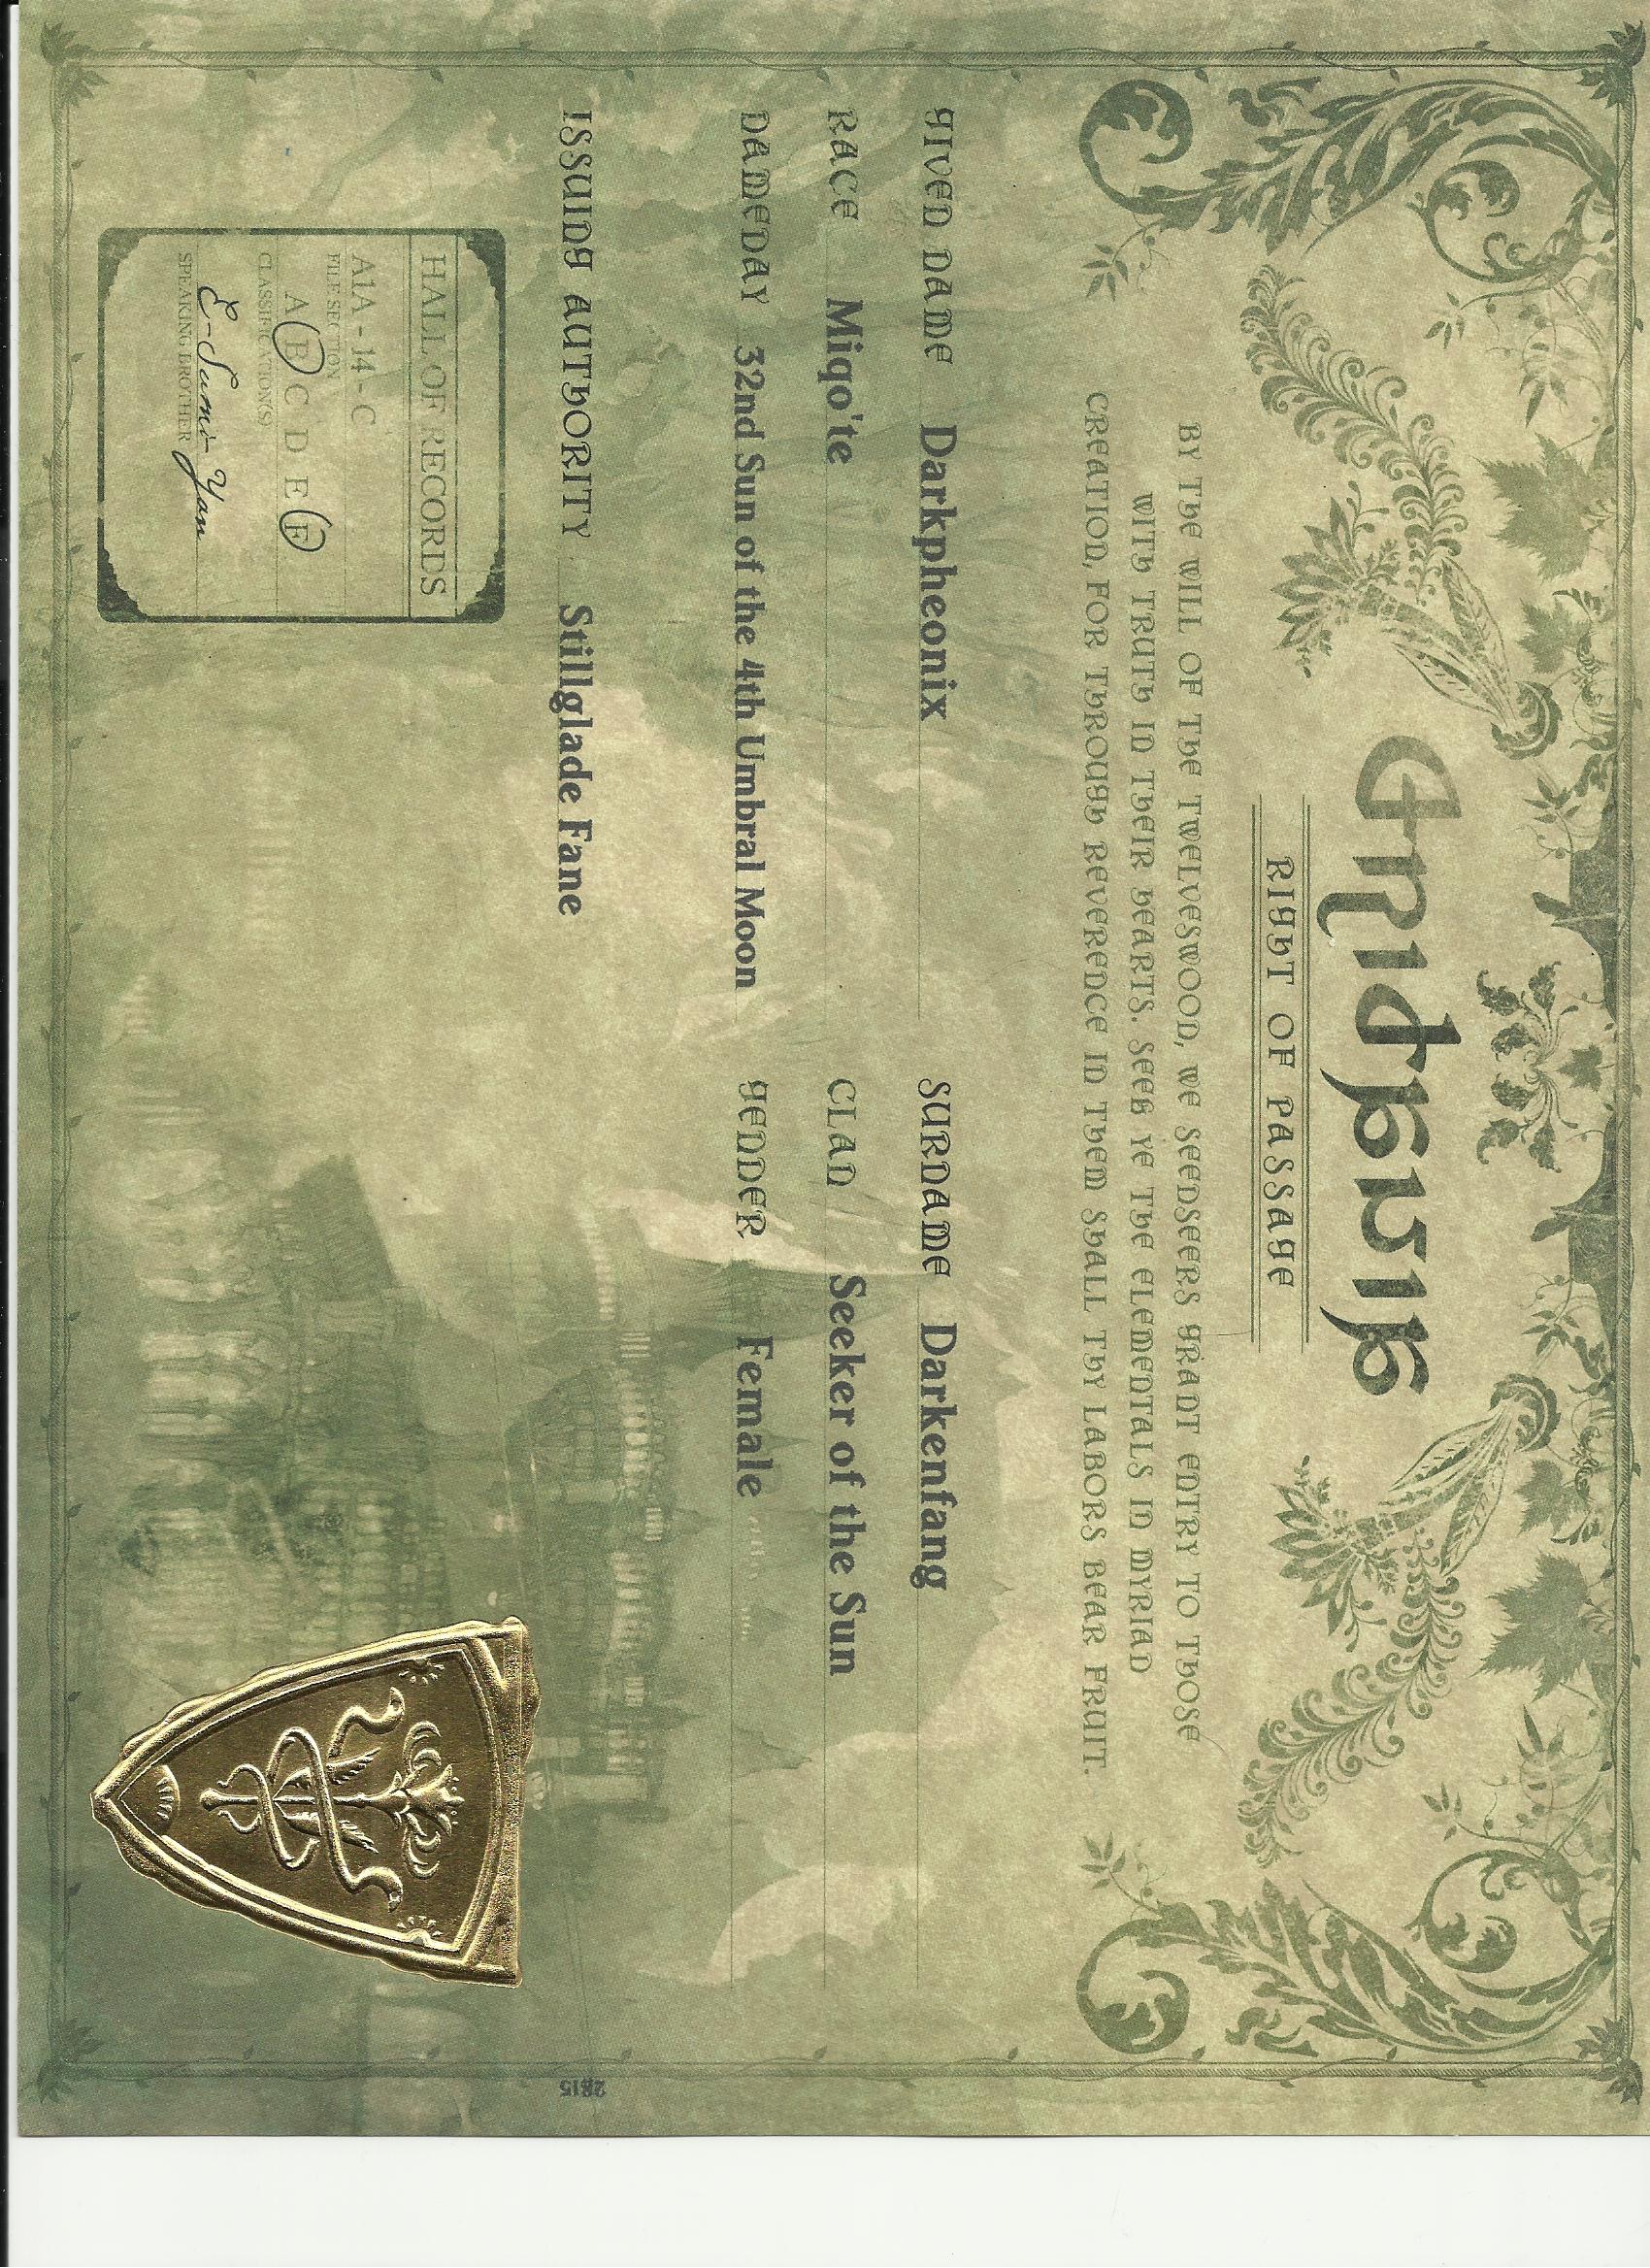 Gridania
RIGHT OF PASSAGE
BY THE WILL OF THE TWELVESWOOD, WE SEEDSEERS GRANT ENTRY TO THOSE
WITH TRUTH IN THEIR HEARTS. SEEK YE THE ELEMENTALS IN MYRIAD
CREATION, FOR THROUGH REVERENCE IN THEM SHALL THY LABORS BEAR FRUIT.
GIVEN NAME Darkpheonix SURNAME Darkenfang
RACE Miqo'te CLAN Seeker of the Sun
NAMEDAY 32nd Sun of the 4th Umbral Moon GENDER Female
ISSUING AUTHORITY Stillglade Fane
2815
HALL OF RECORDS
A1A - 14 - C
FILE SECTION
A B C D E F
CLASSIFICATION(S)
E-Sumi-Yan
SPEAKING BROTHER